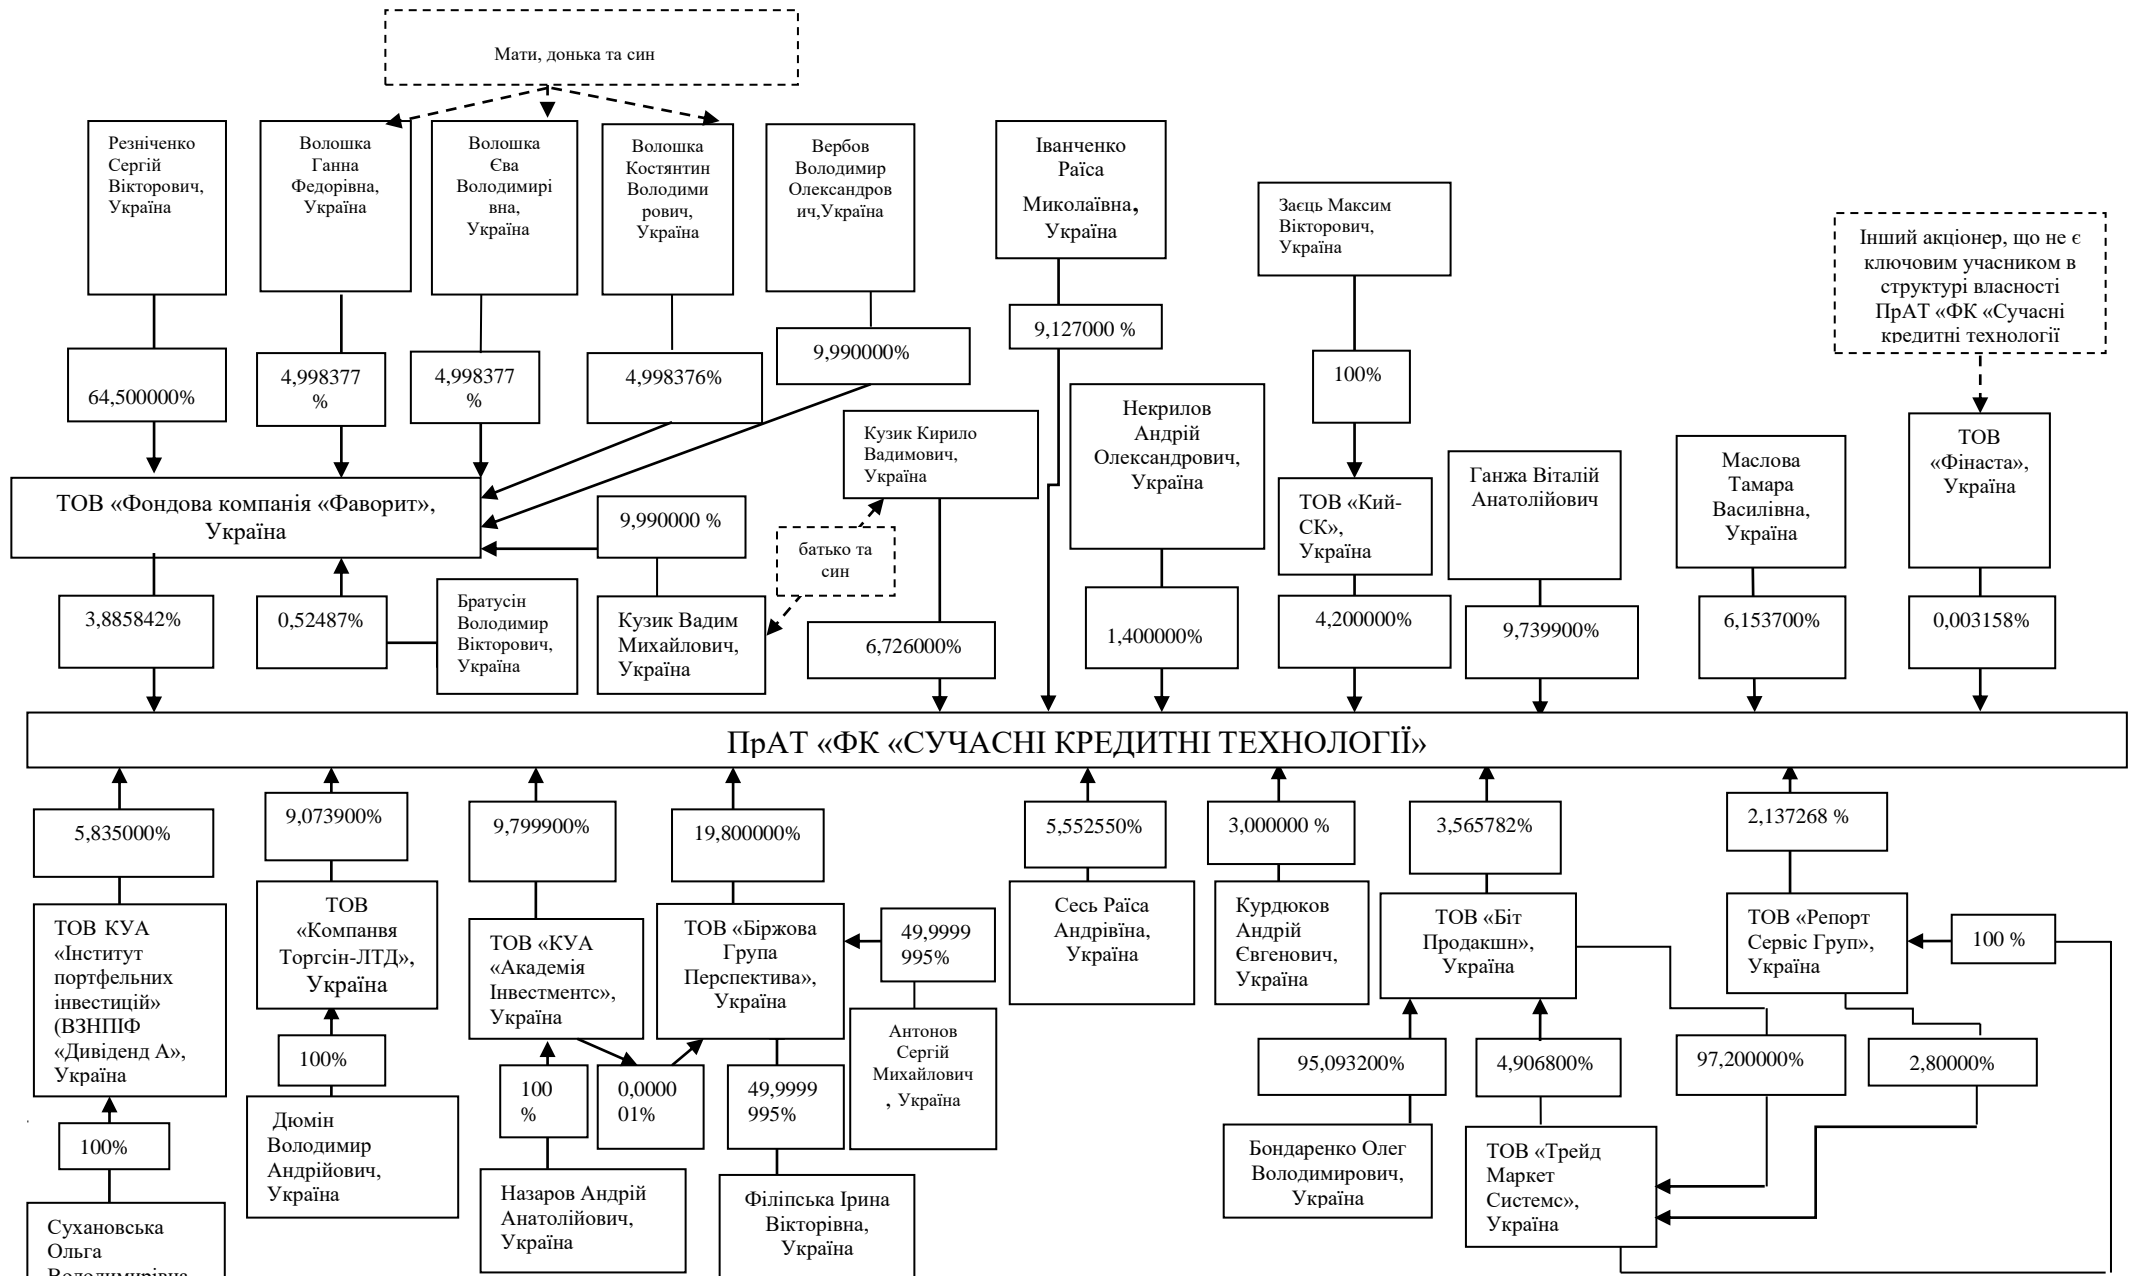 Мати, донька та син
Резніченко
Сергій
Вікторович,
Україна
Волошка
Ганна
Федорівна,
Україна
Волошка
Єва
Володимирі
вна,
Україна
Волошка
Костянтин
Володими
рович,
Україна
Вербов
Володимир
Олександров
ич,Україна
Іванченко
Раїса
Миколаївна,
Україна
Заєць Максим
Вікторович,
Україна
Інший акціонер, що не є
ключовим учасником в
структурі власності
ПрАТ «ФК «Сучасні
кредитні технології
64,500000%
4,998377
%
4,998377
%
4,998376%
9,990000%
9,127000 %
100%
Кузик Кирило
Вадимович,
Україна
Некрилов
Андрій
Олександрович,
Україна
ТОВ «Кий-
СК»,
Україна
Ганжа Віталій
Анатолійович
Маслова
Тамара
Василівна,
Україна
ТОВ
«Фінаста»,
Україна
ТОВ «Фондова компанія «Фаворит»,
Україна
9,990000 %
батько та
син
3,885842%
0,52487%
Братусін
Володимир
Вікторович,
Україна
Кузик Вадим
Михайлович,
Україна
6,726000%
1,400000%
4,200000%
9,739900%
6,153700%
0,003158%
ПрАТ «ФК «СУЧАСНІ КРЕДИТНІ ТЕХНОЛОГІЇ»
5,835000%
9,073900%
9,799900%
19,800000%
5,552550%
3,000000 %
3,565782%
2,137268 %
ТОВ КУА
«Інститут
портфельних
інвестицій»
(ВЗНПІФ
«Дивіденд А»,
Україна
ТОВ
«Компанвя
Торгсін-ЛТД»,
Україна
ТОВ «КУА
«Академія
Інвестментс»,
Україна
ТОВ «Біржова
Група
Перспектива»,
Україна
49,9999
995%
Сесь Раїса
Андрівїна,
Україна
Курдюков
Андрій
Євгенович,
Україна
ТОВ «Біт
Продакшн»,
Україна
ТОВ «Репорт
Сервіс Груп»,
Україна
100 %
100%
100
%
0,0000
01%
49,9999
995%
Антонов
Сергій
Михайлович
, Україна
95,093200%
4,906800%
97,200000%
2,80000%
100%
Дюмін
Володимир
Андрійович,
Україна
Назаров Андрій
Анатолійович,
Україна
Філіпська Ірина
Вікторівна,
Україна
Бондаренко Олег
Володимирович,
Україна
ТОВ «Трейд
Маркет
Системс»,
Україна
Сухановська
Ольга
Володимирівна